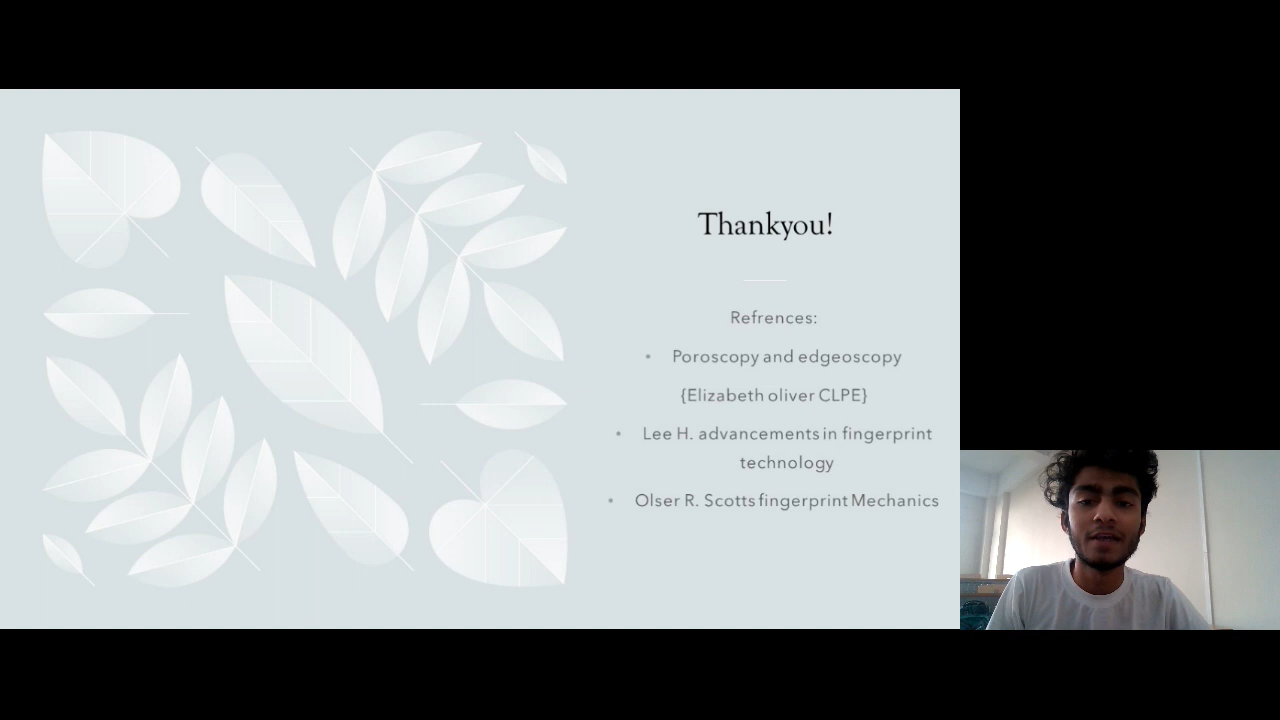 Thankyou!
Refrences:
• Poroscopy and edgeoscopy
{Elizabeth oliver CLPE}
• Lee H. advancements in fingerprint
technology
• Olser R. Scotts fingerprint Mechanics